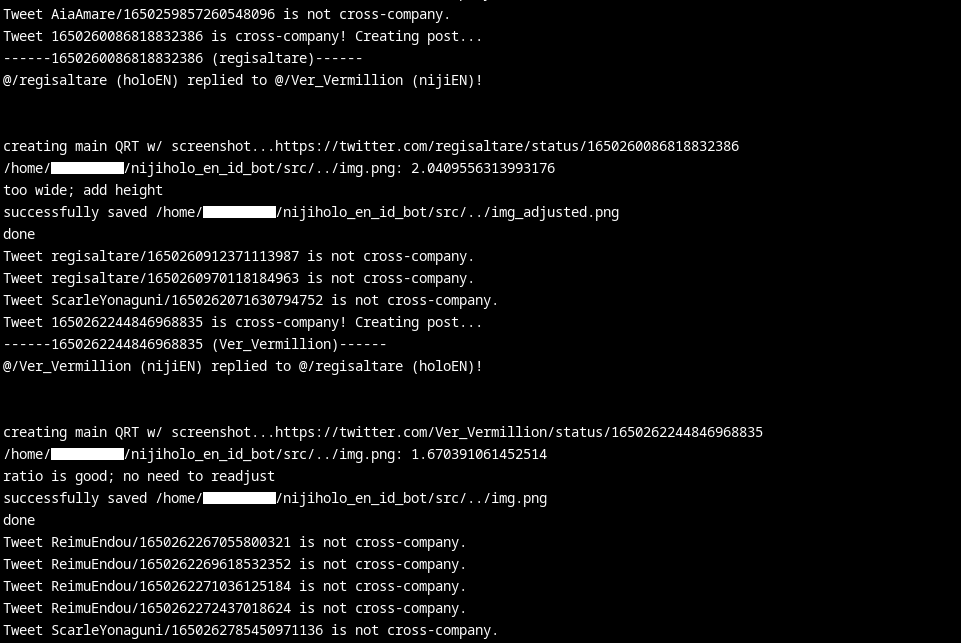 Tweet AiaAmare/1650259857260548096 is not cross-company.
Tweet 1650260086818832386 is cross-company! Creating post...
------1650260086818832386 (regisaltare)------
@/regisaltare (holoEN) replied to @/Ver_Vermillion (nijiEN)!
creating main QRT w/ screenshot...https://twitter.com/regisaltare/status/1650260086818832386
/home/ /nijiholo_en_id_bot/src/../img.png: 2.0409556313993176
too wide; add height
successfully saved /home/ /nijiholo_en_id_bot/src/../img_adjusted.png
done
Tweet regisaltare/1650260912371113987 is not cross-company.
Tweet regisaltare/1650260970118184963 is not cross-company.
Tweet ScarleYonaguni/1650262071630794752 is not cross-company.
Tweet 1650262244846968835 is cross-company! Creating post...
------1650262244846968835 (Ver_Vermillion)------
@/Ver_Vermillion (nijiEN) replied to @/regisaltare (holoEN)!
creating main QRT w/ screenshot...https://twitter.com/Ver_Vermillion/status/1650262244846968835
/home/ /nijiholo_en_id_bot/src/../img.png: 1.670391061452514
ratio is good; no need to readjust
successfully saved /home/ /nijiholo_en_id_bot/src/../img.png
done
Tweet ReimuEndou/1650262267055800321 is not cross-company.
Tweet ReimuEndou/1650262269618532352 is not cross-company.
Tweet ReimuEndou/1650262271036125184 is not cross-company.
Tweet ReimuEndou/1650262272437018624 is not cross-company.
Tweet ScarleYonaguni/1650262785450971136 is not cross-company.